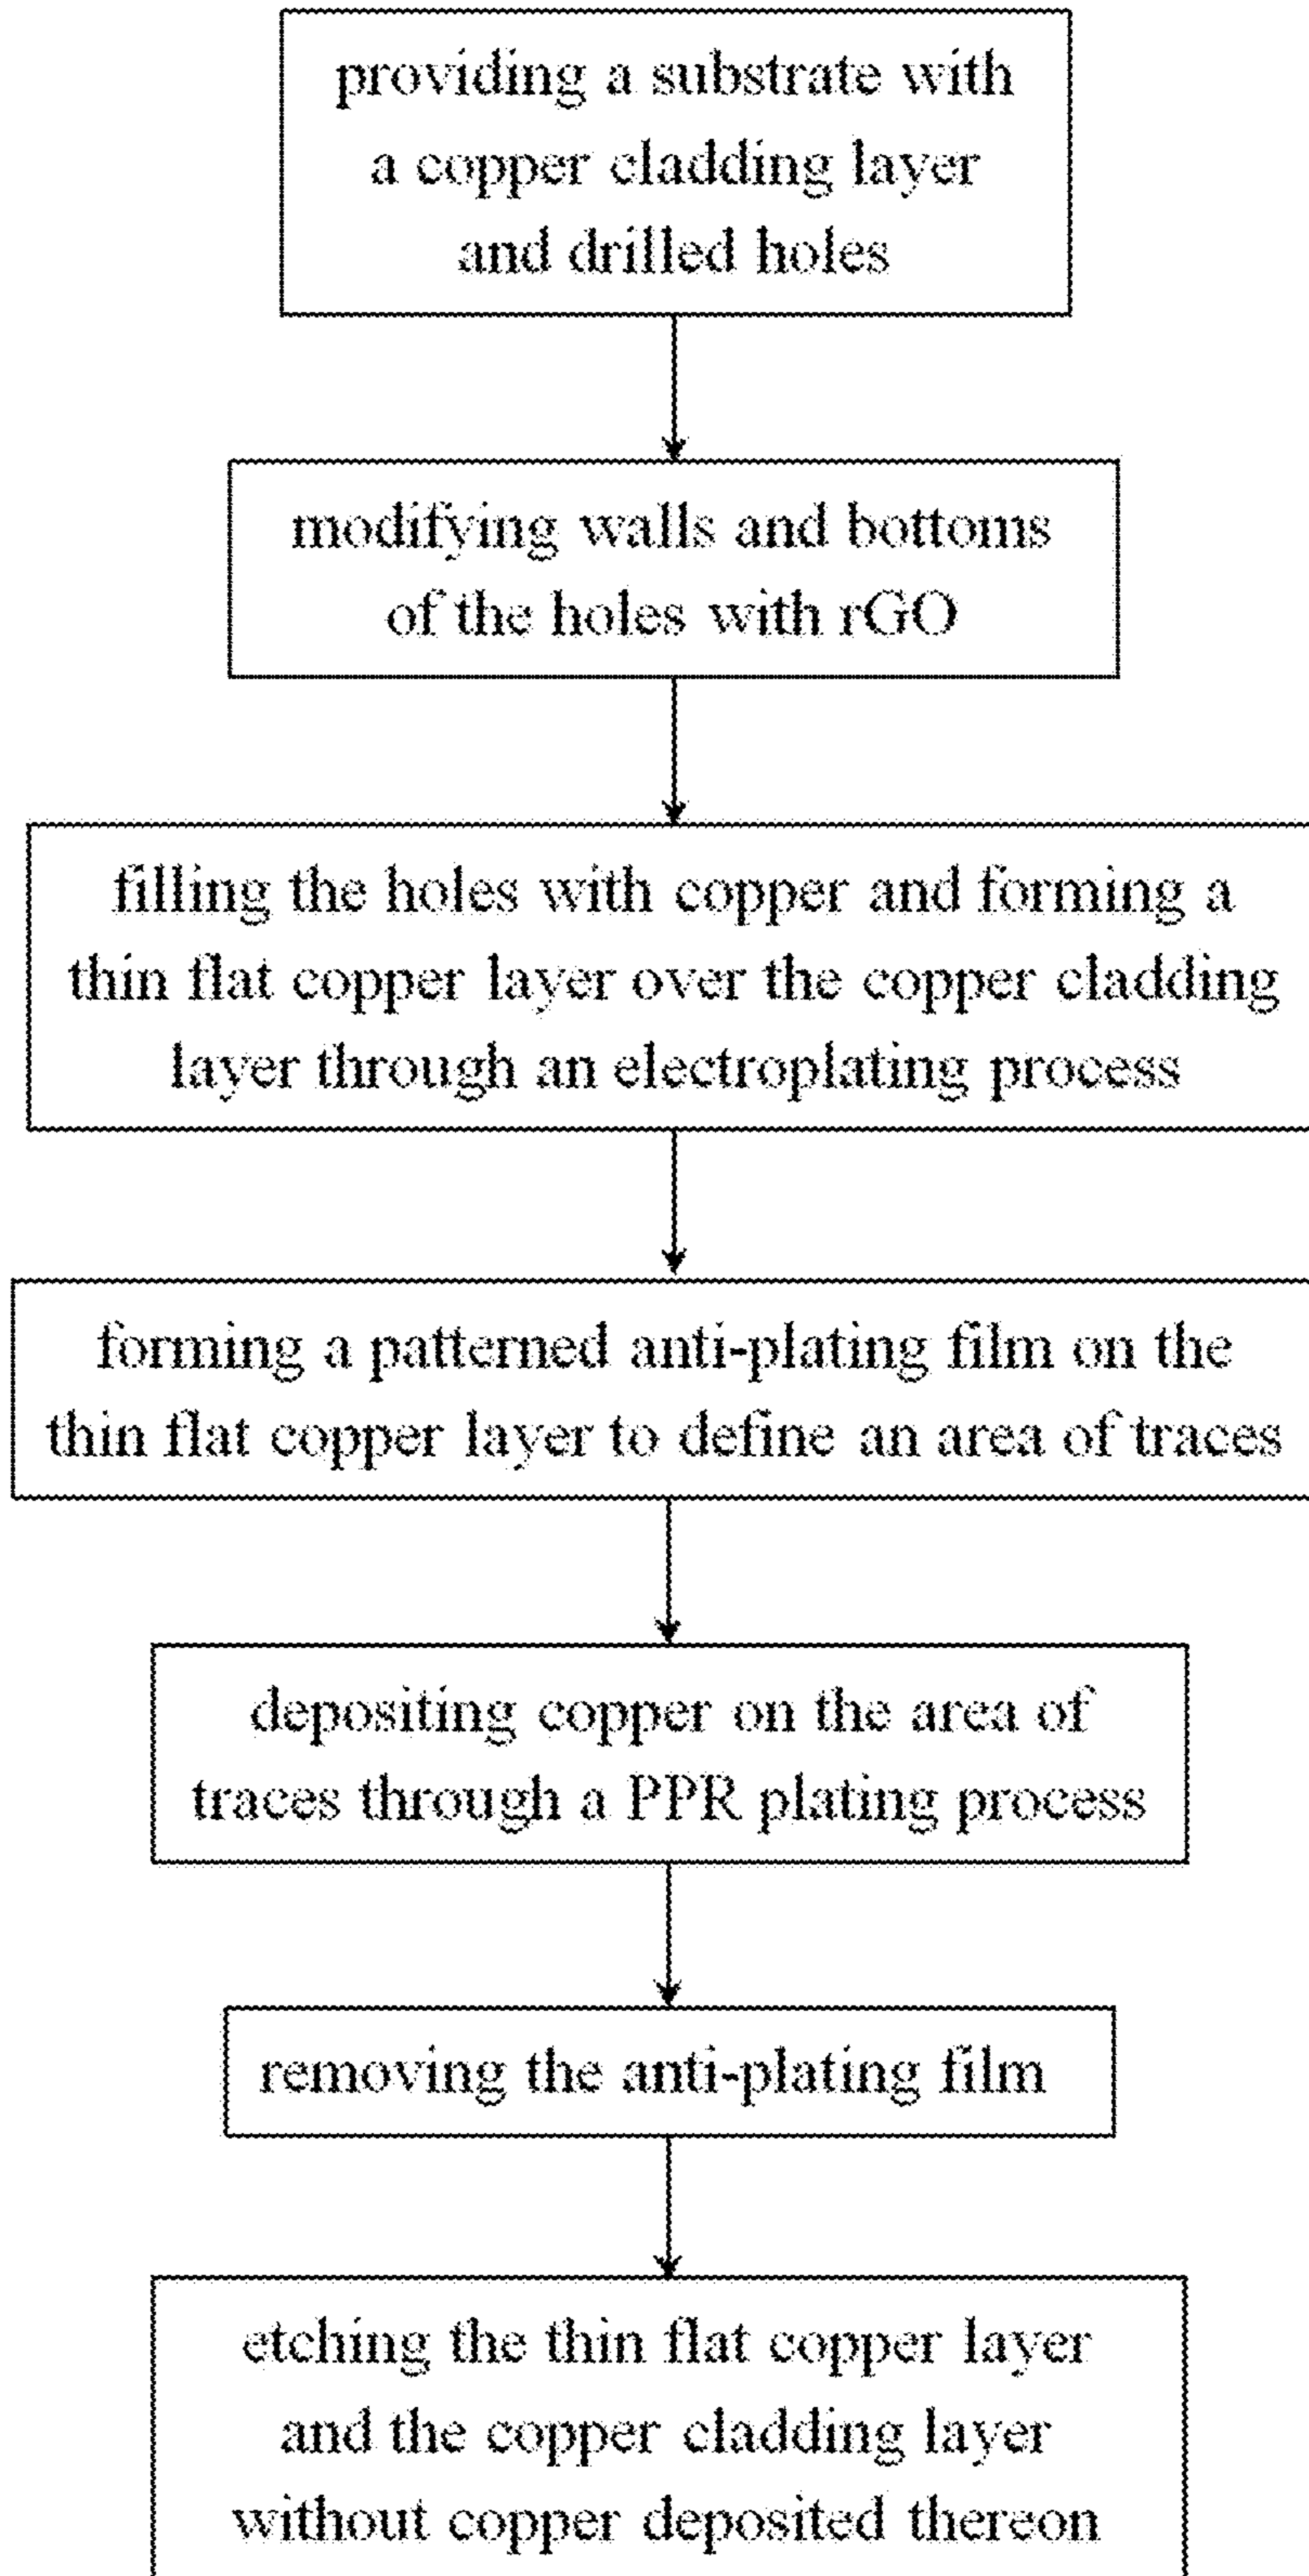 providing a substrate with
a copper cladding layer
and drilled holes
modifying walls and bottoms
of the holes with rGO
filling the holes with copper and forming a
thin flat copper layer over the copper cladding
layer through an electroplating process
forming a patterned anti-plating film on the
thin flat copper layer to define an area of traces
depositing copper on the area of
traces through a PPR plating process
removing the anti-plating film
etching the thin flat copper layer
and the copper cladding layer
without copper deposited thereon